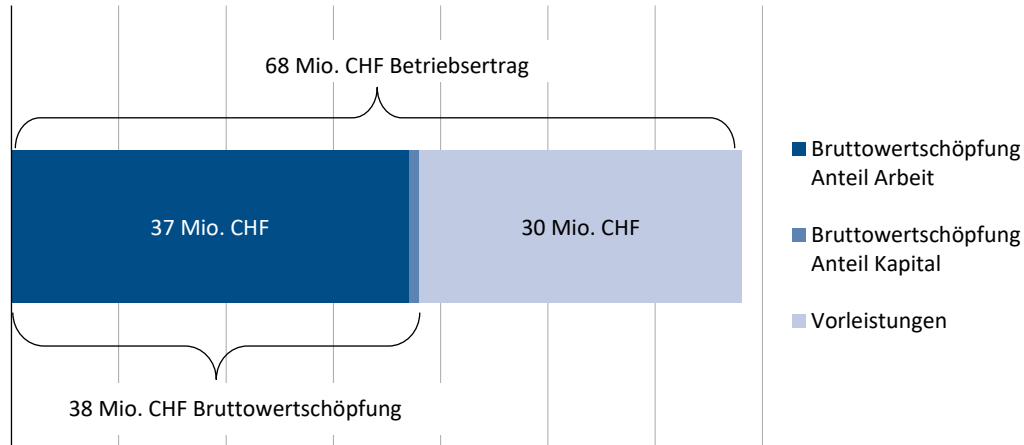 68 Mio. CHF Betriebsertrag
37 Mio. CHF
30 Mio. CHF
38 Mio. CHF Bruttowertschöpfung
Bruttowertschöpfung
Anteil Arbeit
Bruttowertschöpfung
Anteil Kapital
Vorleistungen